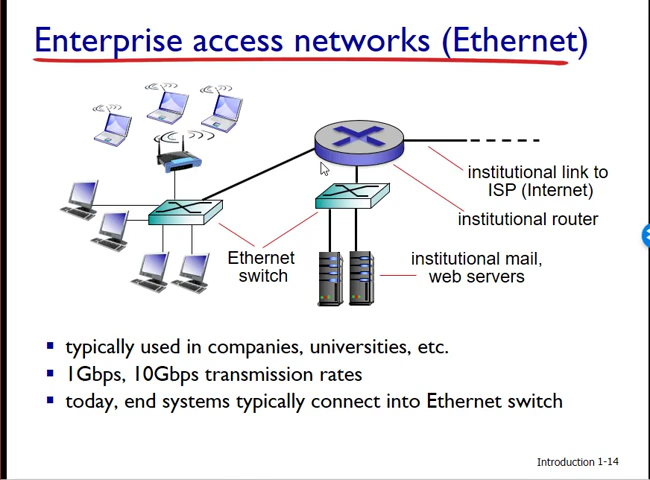 Enterprise access networks (Ethernet)
institutional link to
ISP (Internet)
institutional router
Ethernet
switch
institutional mail,
web servers
typically used in companies, universities, etc.
1Gbps, 10Gbps transmission rates
today, end systems typically connect into Ethernet switch
Introduction 1-14